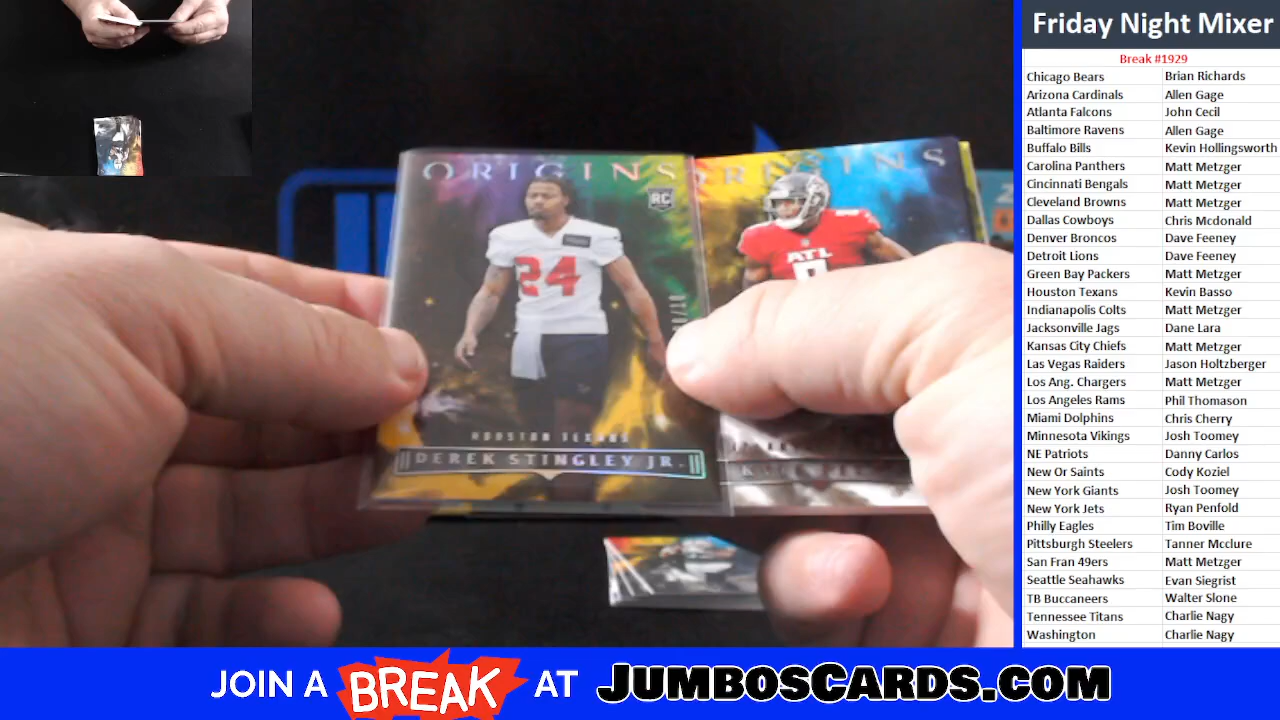 Friday Night Mixer
Break #1929
Chicago Bears Brian Richards
Arizona Cardinals Allen Gage
Atlanta Falcons John Cecil
Baltimore Ravens Allen Gage
Buffalo Bills Kevin Hollingsworth
Carolina Panthers Matt Metzger
Cincinnati Bengals Matt Metzger
Cleveland Browns Matt Metzger
Dallas Cowboys Chris Mcdonald
Denver Broncos Dave Feeney
Detroit Lions Dave Feeney
Green Bay Packers Matt Metzger
Houston Texans Kevin Basso
Indianapolis Colts Matt Metzger
Jacksonville Jags Dane Lara
Kansas City Chiefs Matt Metzger
Las Vegas Raiders Jason Holtzberger
Los Ang. Chargers Matt Metzger
Los Angeles Rams Phil Thomason
Miami Dolphins Chris Cherry
Minnesota Vikings Josh Toomey
NE Patriots Danny Carlos
New Or Saints Cody Koziel
New York Giants Josh Toomey
New York Jets Ryan Penfold
Philly Eagles Tim Boville
Pittsburgh Steelers Tanner Mcclure
San Fran 49ers Matt Metzger
Seattle Seahawks Evan Siegrist
TB Buccaneers Walter Slone
Tennessee Titans Charlie Nagy
Washington Charlie Nagy
ORIGINS
RC
24
HOUSTON TEXANS
DEREK STINGLEY JR.
ORIGINS
ATL
JOIN A BREAK AT JUMBOSCARDS.COM